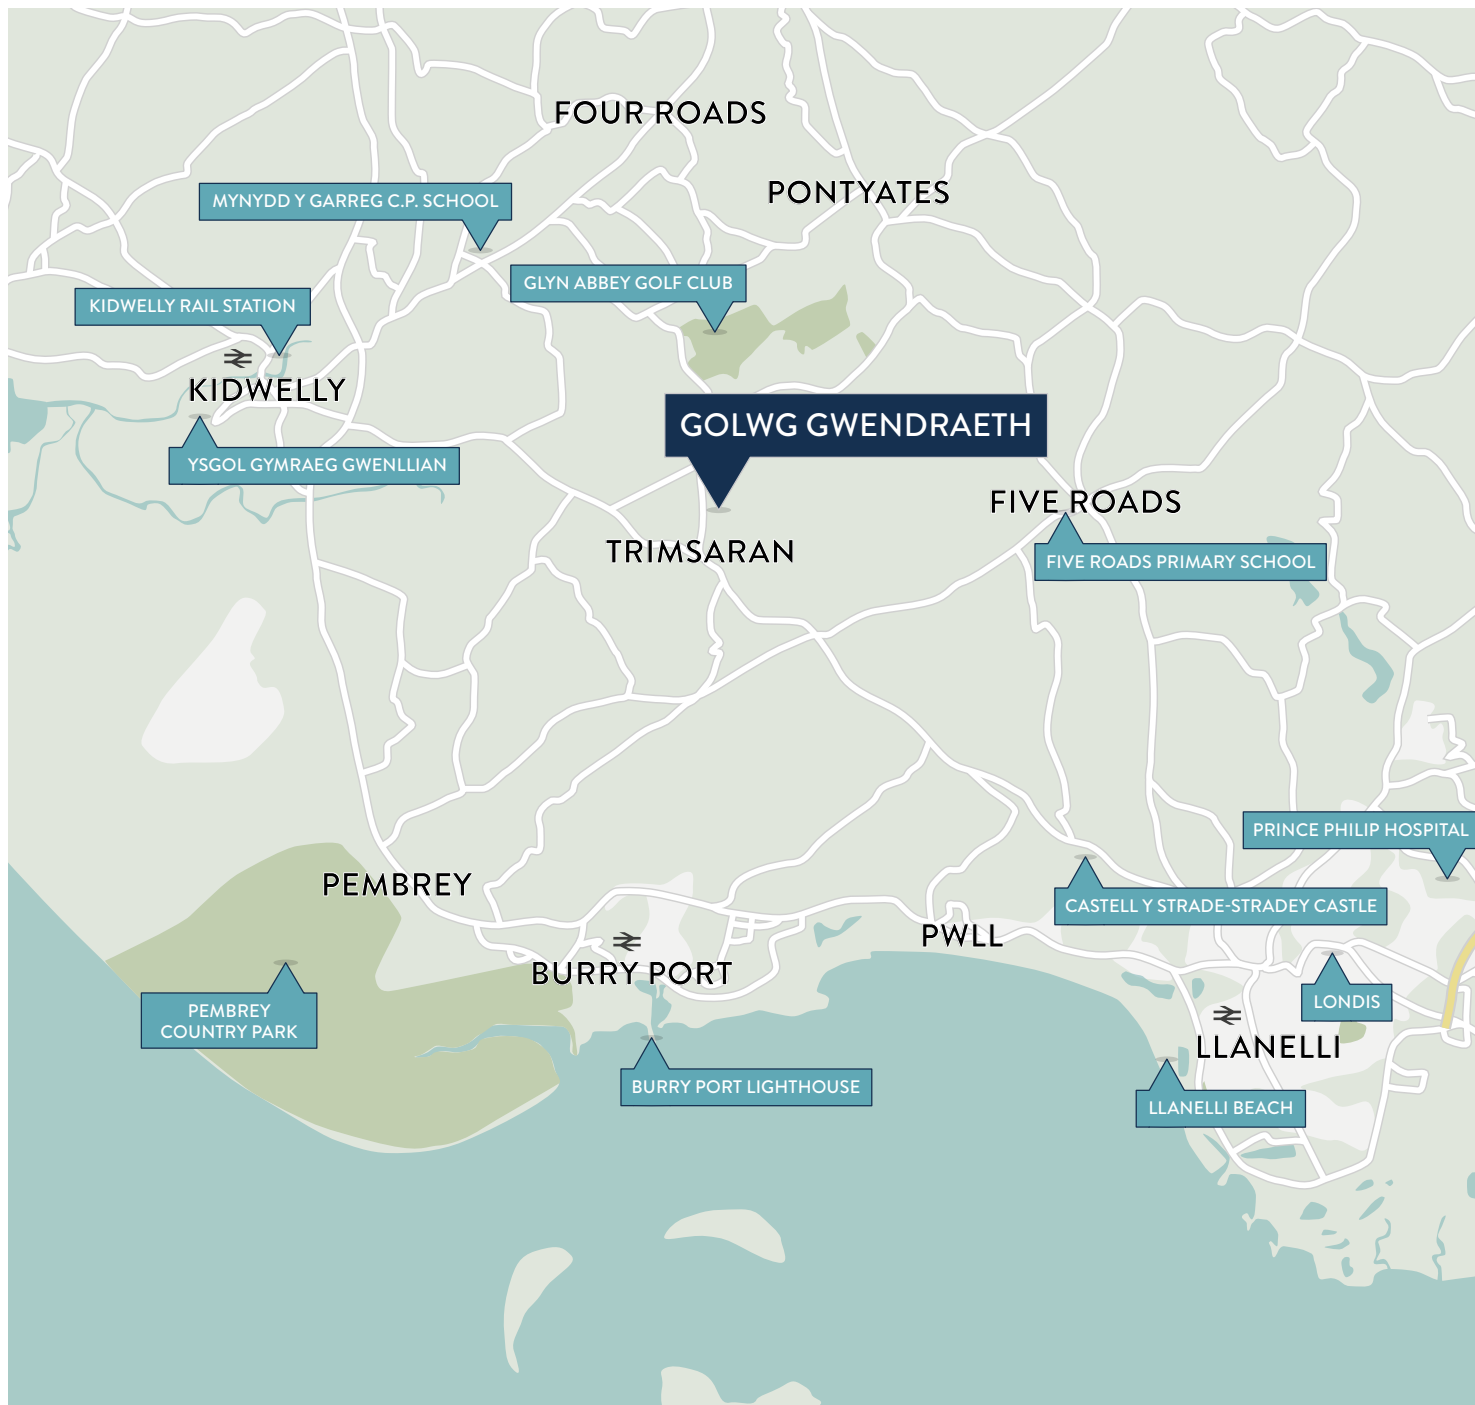 FOUR ROADS
PONTYATES
MYNYDD Y GARREG C.P. SCHOOL
GLYN ABBEY GOLF CLUB
KIDWELLY RAIL STATION
KIDWELLY
GOLWG GWENDRAETH
YSGOL GYMRAEG GWENLLIAN
FIVE ROADS
TRIMSARAN
FIVE ROADS PRIMARY SCHOOL
PRINCE PHILIP HOSPITAL
PEMBREY
CASTELL Y STRADE-STRADEY CASTLE
PWLL
BURRY PORT
LONDIS
PEMBREY
COUNTRY PARK
LLANELLI
BURRY PORT LIGHTHOUSE
LLANELLI BEACH